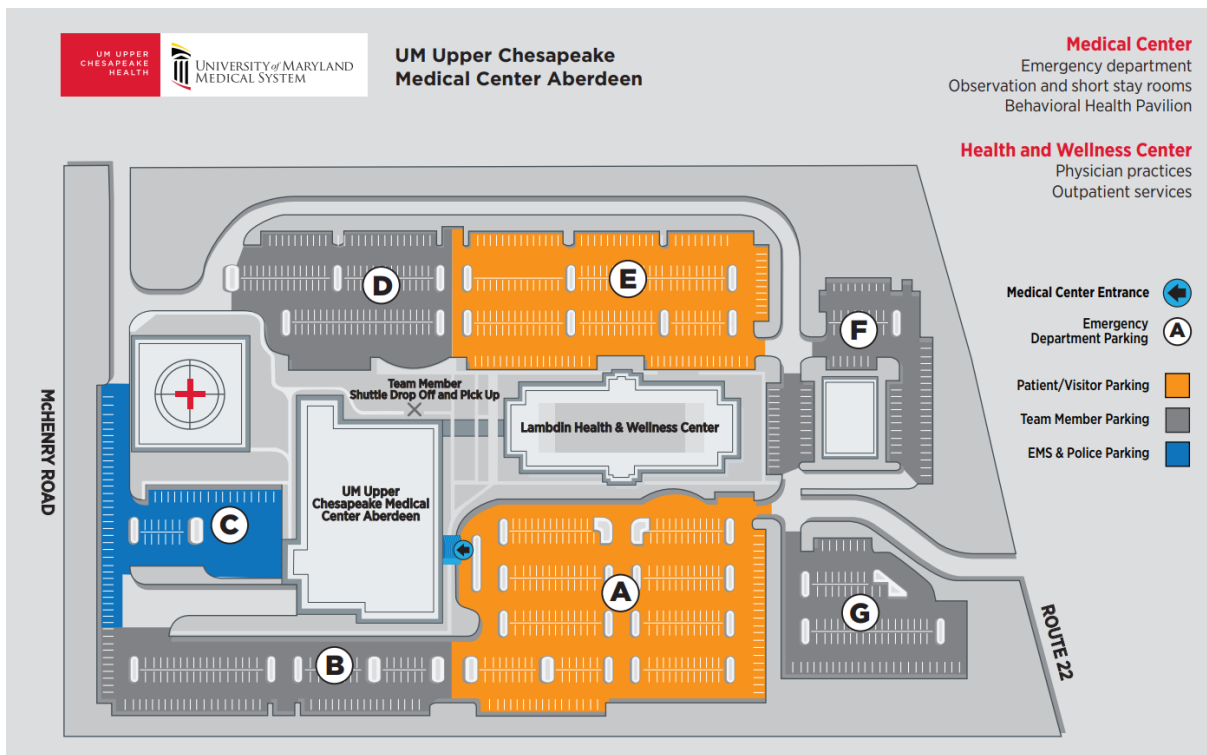 UM UPPER
CHESAPEAKE
HEALTH
UNIVERSITY of MARYLAND
MEDICAL SYSTEM
UM Upper Chesapeake
Medical Center Aberdeen
Medical Center
Emergency department
Observation and short stay rooms
Behavioral Health Pavilion
Health and Wellness Center
Physician practices
Outpatient services
Medical Center Entrance
Emergency
Department Parking
A
Patient/Visitor Parking
Team Member Parking
EMS & Police Parking
D
E
F
Team Member
Shuttle Drop Off and Pick Up
McHENRY ROAD
Lambdin Health & Wellness Center
UM Upper
Chesapeake Medical
Center Aberdeen
C
A
G
B
ROUTE 22